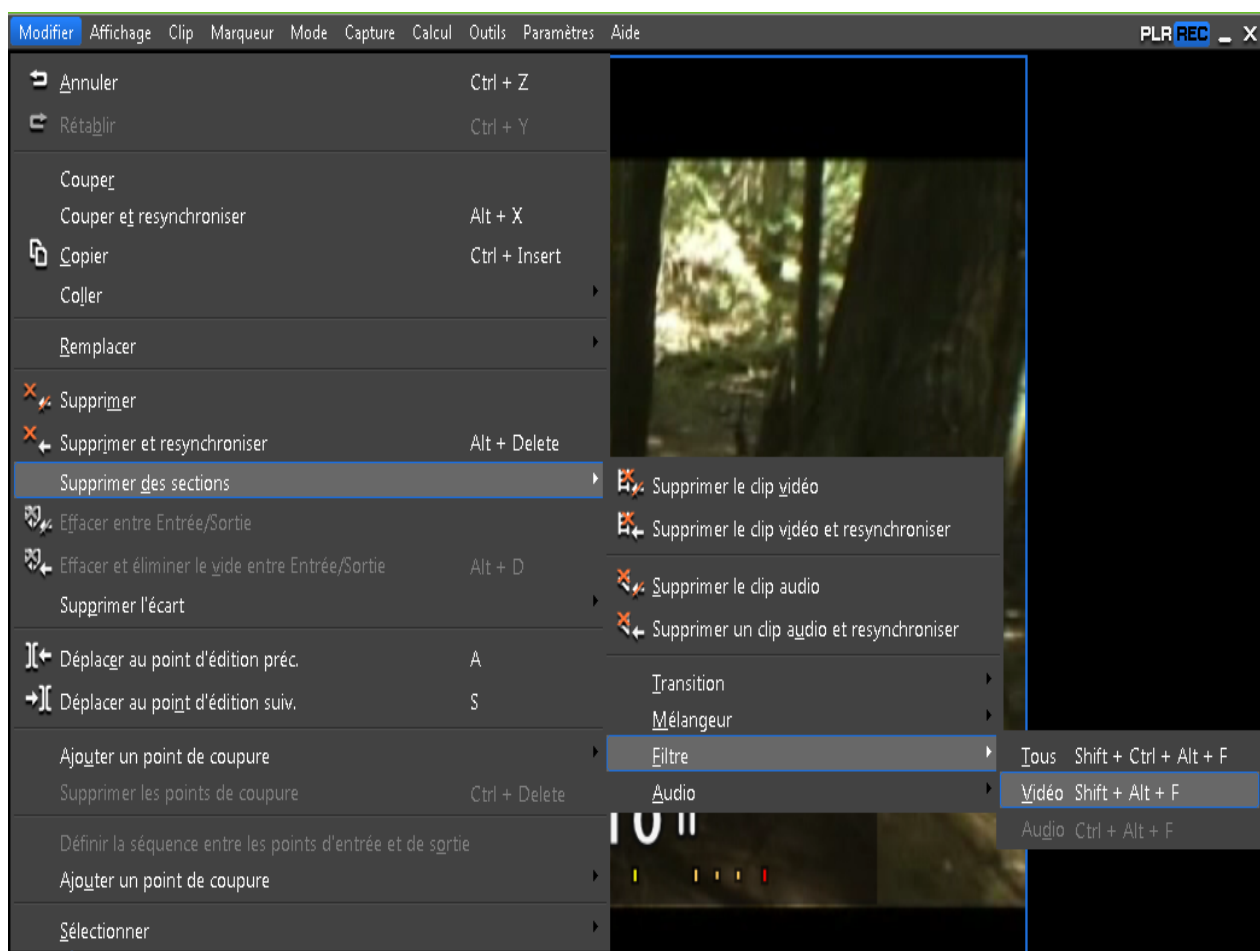 Modifier Affichage Clip Marqueur Mode Capture Calcul Outils Paramètres Aide PLR REC _ X
Annuler Ctrl + Z
Rétablir Ctrl + Y
Couper
Couper et resynchroniser Alt + X
Copier Ctrl + Insert
Coller
Remplacer
Supprimer
Supprimer et resynchroniser Alt + Delete
Supprimer des sections
Effacer entre Entrée/Sortie
Effacer et éliminer le vide entre Entrée/Sortie Alt + D
Supprimer l'écart
Déplacer au point d'édition préc. A
Déplacer au point d'édition suiv. S
Ajouter un point de coupure
Supprimer les points de coupure Ctrl + Delete
Définir la séquence entre les points d'entrée et de sortie
Ajouter un point de coupure
Sélectionner
Supprimer le clip vidéo
Supprimer le clip vidéo et resynchroniser
Supprimer le clip audio
Supprimer un clip audio et resynchroniser
Transition
Mélangeur
Filtre
Audio
Tous Shift + Ctrl + Alt + F
Vidéo Shift + Alt + F
Audio Ctrl + Alt + F